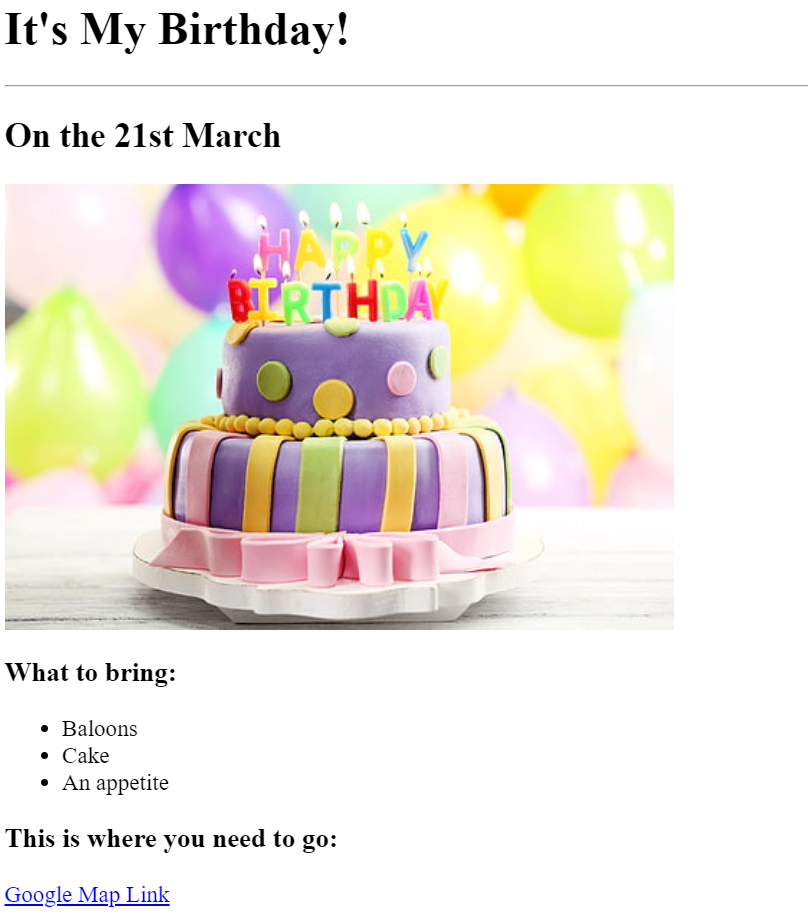 It's My Birthday!
On the 21st March
HAPPY
BIRTHDAY
What to bring:
Baloons
Cake
An appetite
This is where you need to go:
Google Map Link